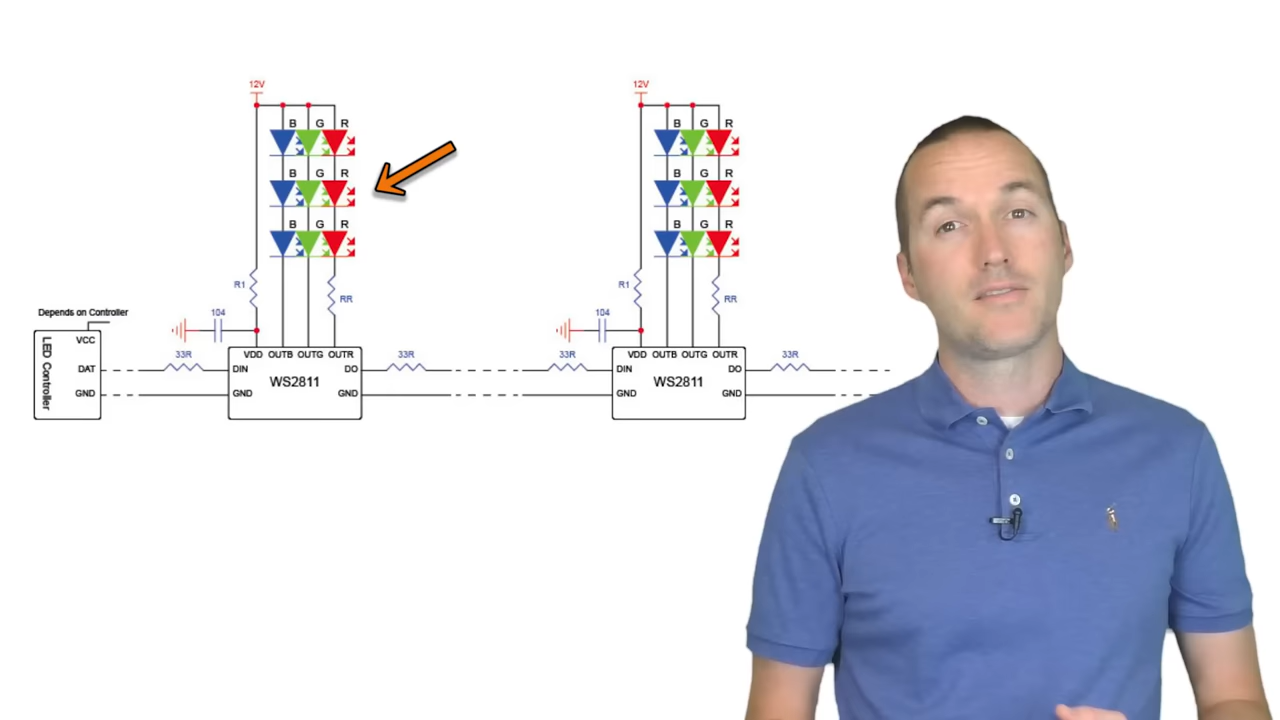 12V 12V
B G R B G R
B G R B G R
B G R B G R
R1 RR R1 RR
Depends on Controller 104 104
LED Controller
VCC VDD OUTB OUTG OUTR VDD OUTB OUTG OUTR
33R 33R 33R 33R
DAT DIN DO DIN DO
WS2811 WS2811
GND GND GND GND GND